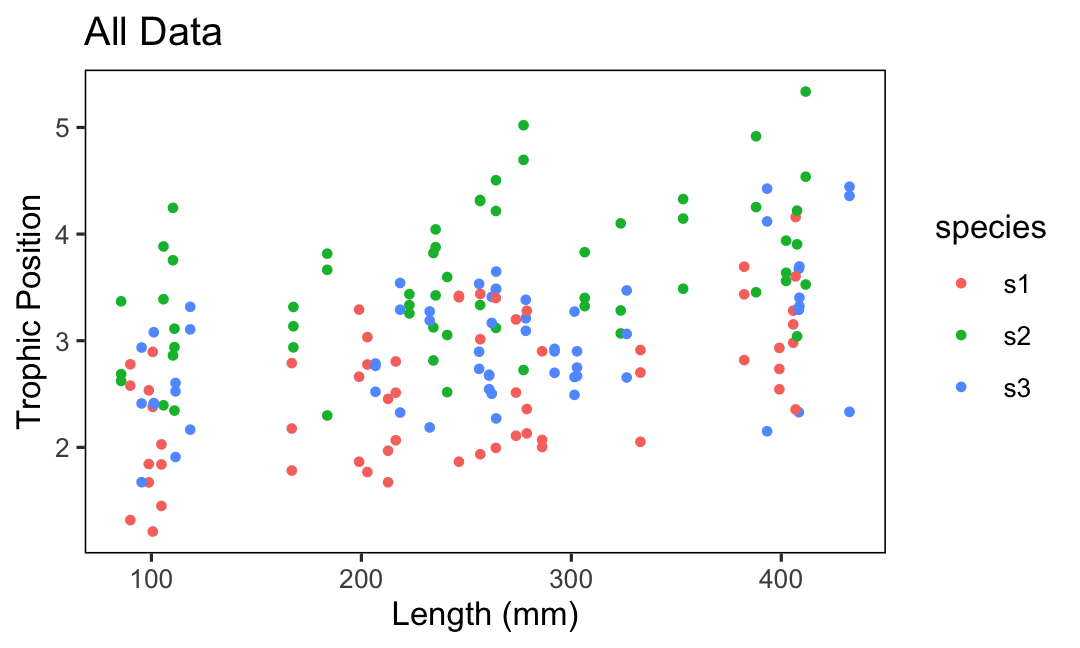 All Data
Trophic Position
5
4
3
2
100
200
300
400
Length (mm)
species
s1
s2
s3